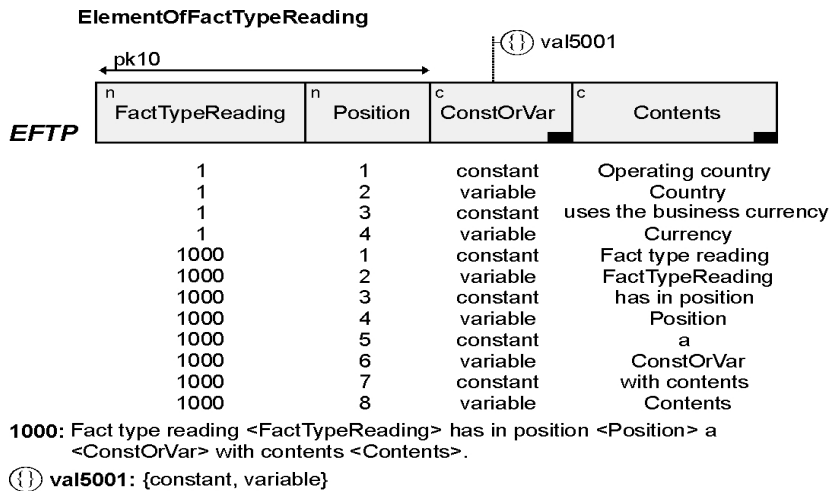 ElementOfFactTypeReading
({}) val5001
pk10
n n c c
FactTypeReading Position ConstOrVar Contents
EFTP
1 1 constant Operating country
1 2 variable Country
1 3 constant uses the business currency
1 4 variable Currency
1000 1 constant Fact type reading
1000 2 variable FactTypeReading
1000 3 constant has in position
1000 4 variable Position
1000 5 constant a
1000 6 variable ConstOrVar
1000 7 constant with contents
1000 8 variable Contents
1000: Fact type reading <FactTypeReading> has in position <Position> a
<ConstOrVar> with contents <Contents>.
({}) val5001: {constant, variable}